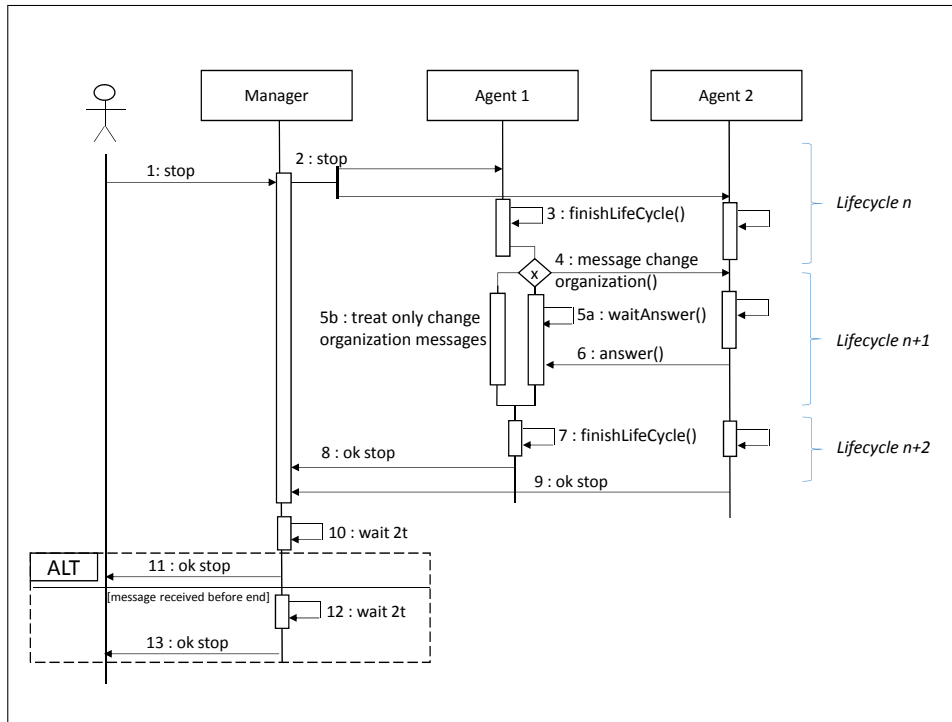 Manager
Agent 1
Agent 2
2 : stop
1: stop
Lifecycle n
3 : finishLifeCycle()
4 : message change
organization()
x
5b : treat only change
organization messages
5a : waitAnswer()
Lifecycle n+1
6 : answer()
7 : finishLifeCycle()
Lifecycle n+2
8 : ok stop
9 : ok stop
10 : wait 2t
ALT
11 : ok stop
[message received before end]
12 : wait 2t
13 : ok stop